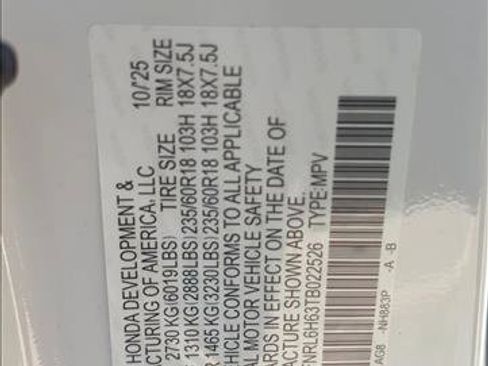 HONDA DEVELOPMENT & 10/25
CTURING OF AMERICA, LLC
2730 KG(6019LBS) TIRE SIZE RIM SIZE
1310 KG(2888LBS)235/60R18 103H 18X7.5J
1465 KG(3230LBS)235/60R18 103H 18X7.5J
HICLE CONFORMS TO ALL APPLICABLE
AL MOTOR VEHICLE SAFETY
ARDS IN EFFECT ON THE DATE OF
ACTURE SHOWN ABOVE.
FNRL6H63TB022526 TYPE:MPV
AG8 -NH883P -A -B